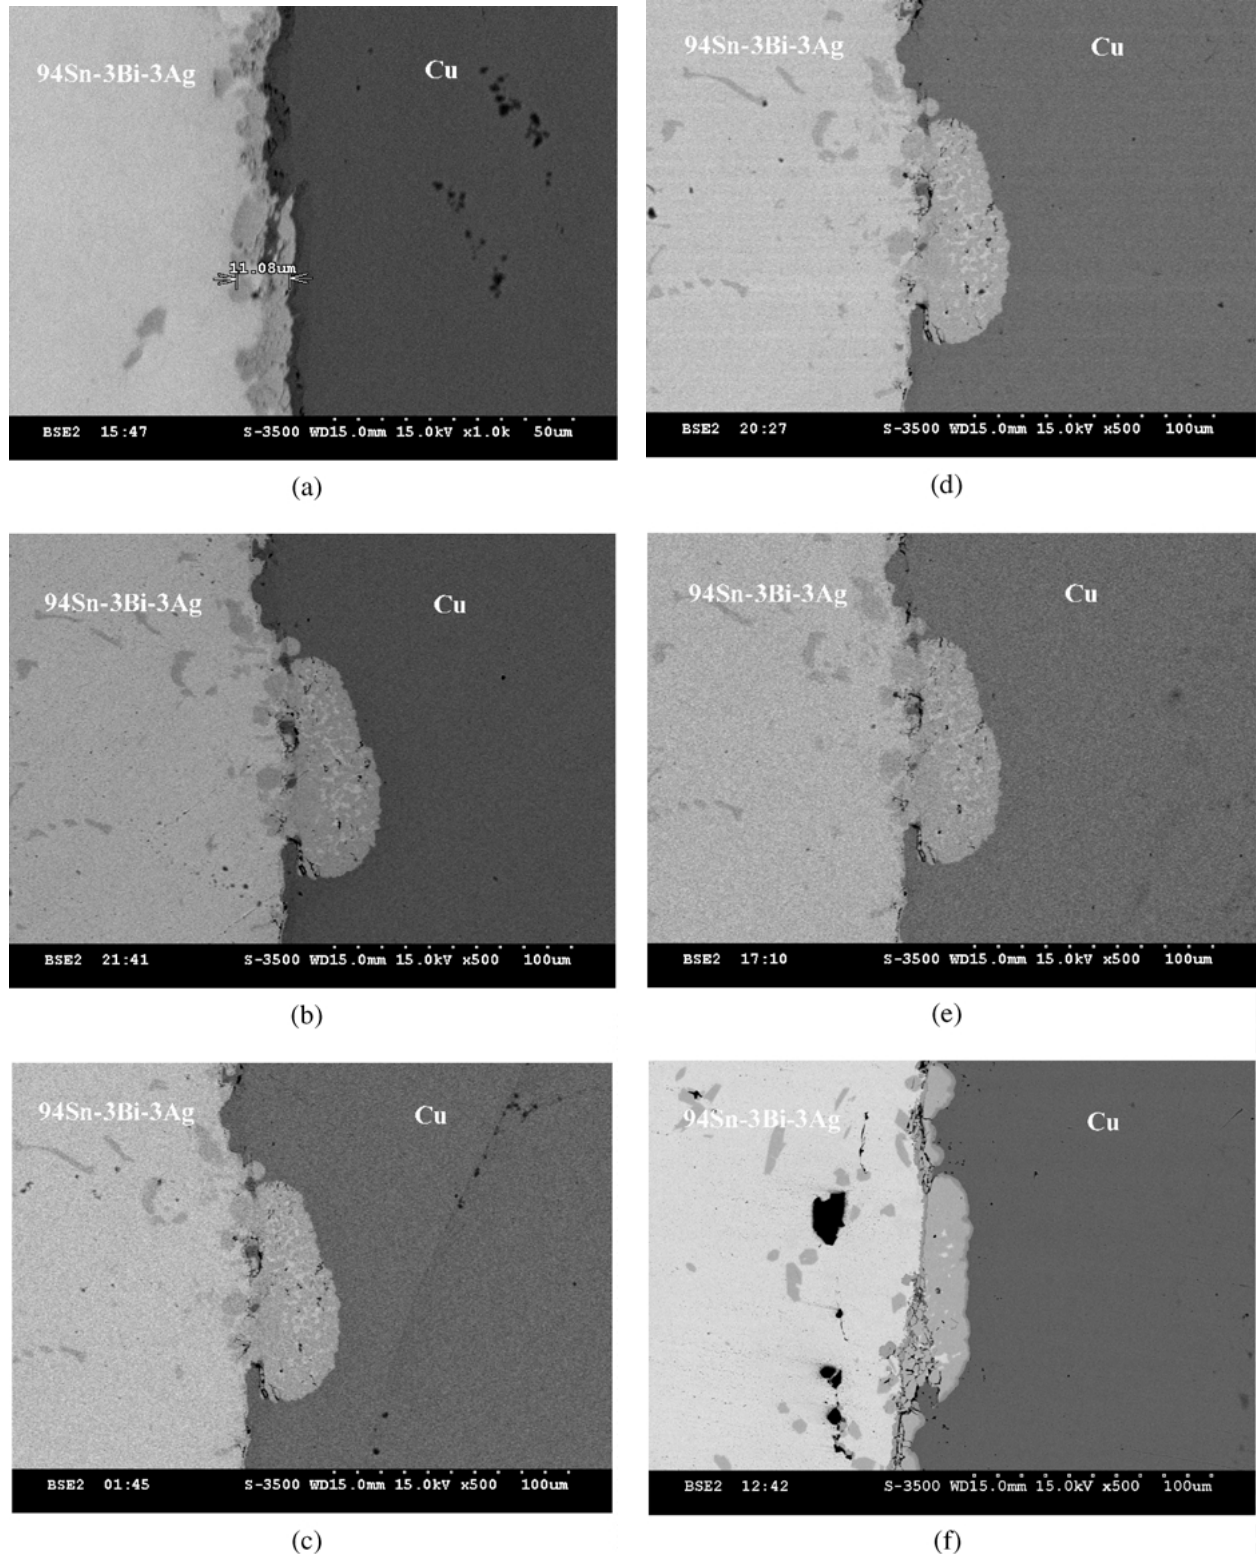 94Sn-3Bi-3Ag
Cu
11.08um
BSE2 15:47 S-3500 WD15.0mm 15.0kV x1.0k 50um
(a)
94Sn-3Bi-3Ag
Cu
BSE2 21:41 S-3500 WD15.0mm 15.0kV x500 100um
(b)
94Sn-3Bi-3Ag
Cu
BSE2 01:45 S-3500 WD15.0mm 15.0kV x500 100um
(c)
94Sn-3Bi-3Ag
Cu
BSE2 20:27 S-3500 WD15.0mm 15.0kV x500 100um
(d)
94Sn-3Bi-3Ag
Cu
BSE2 17:10 S-3500 WD15.0mm 15.0kV x500 100um
(e)
94Sn-3Bi-3Ag
Cu
BSE2 12:42 S-3500 WD15.0mm 15.0kV x500 100um
(f)